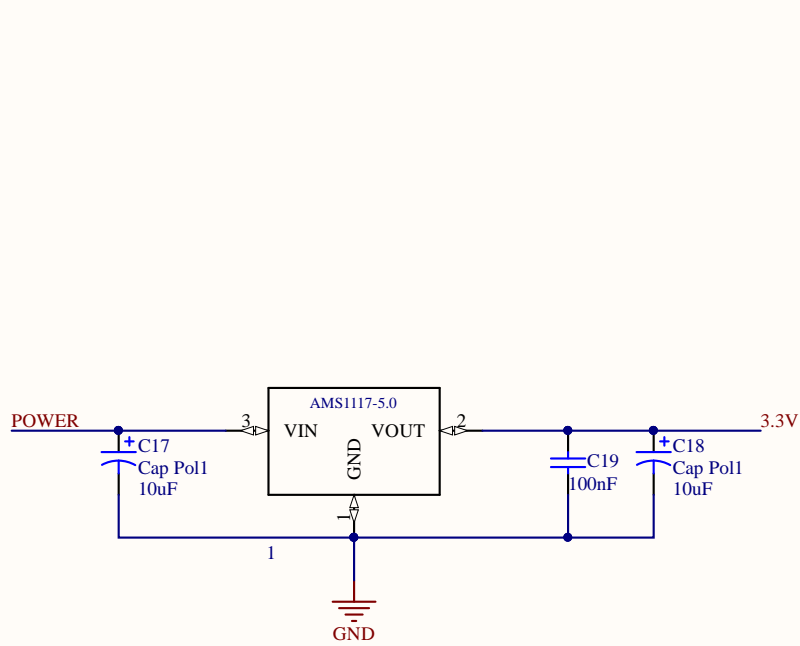 AMS1117-5.0
POWER
3
VIN
VOUT
2
3.3V
+
C17
Cap Pol1
10uF
GND
1
C19
100nF
+
C18
Cap Pol1
10uF
1
GND